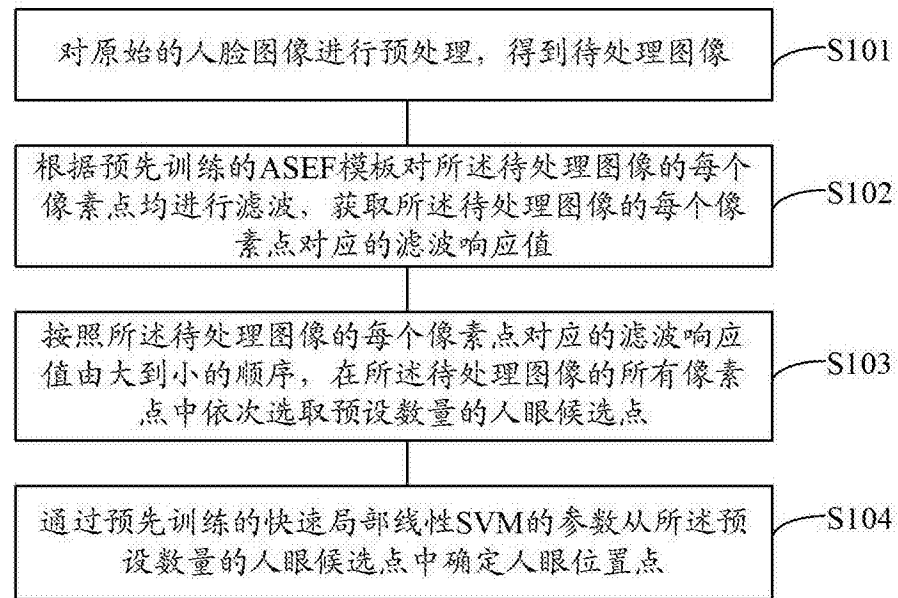 对原始的人脸图像进行预处理，得到待处理图像
S101
根据预先训练的ASEF模板对所述待处理图像的每个
像素点均进行滤波，获取所述待处理图像的每个像
素点对应的滤波响应值
S102
按照所述待处理图像的每个像素点对应的滤波响应
值由大到小的顺序，在所述待处理图像的所有像素
点中依次选取预设数量的人眼候选点
S103
通过预先训练的快速局部线性SVM的参数从所述预
设数量的人眼候选点中确定人眼位置点
S104